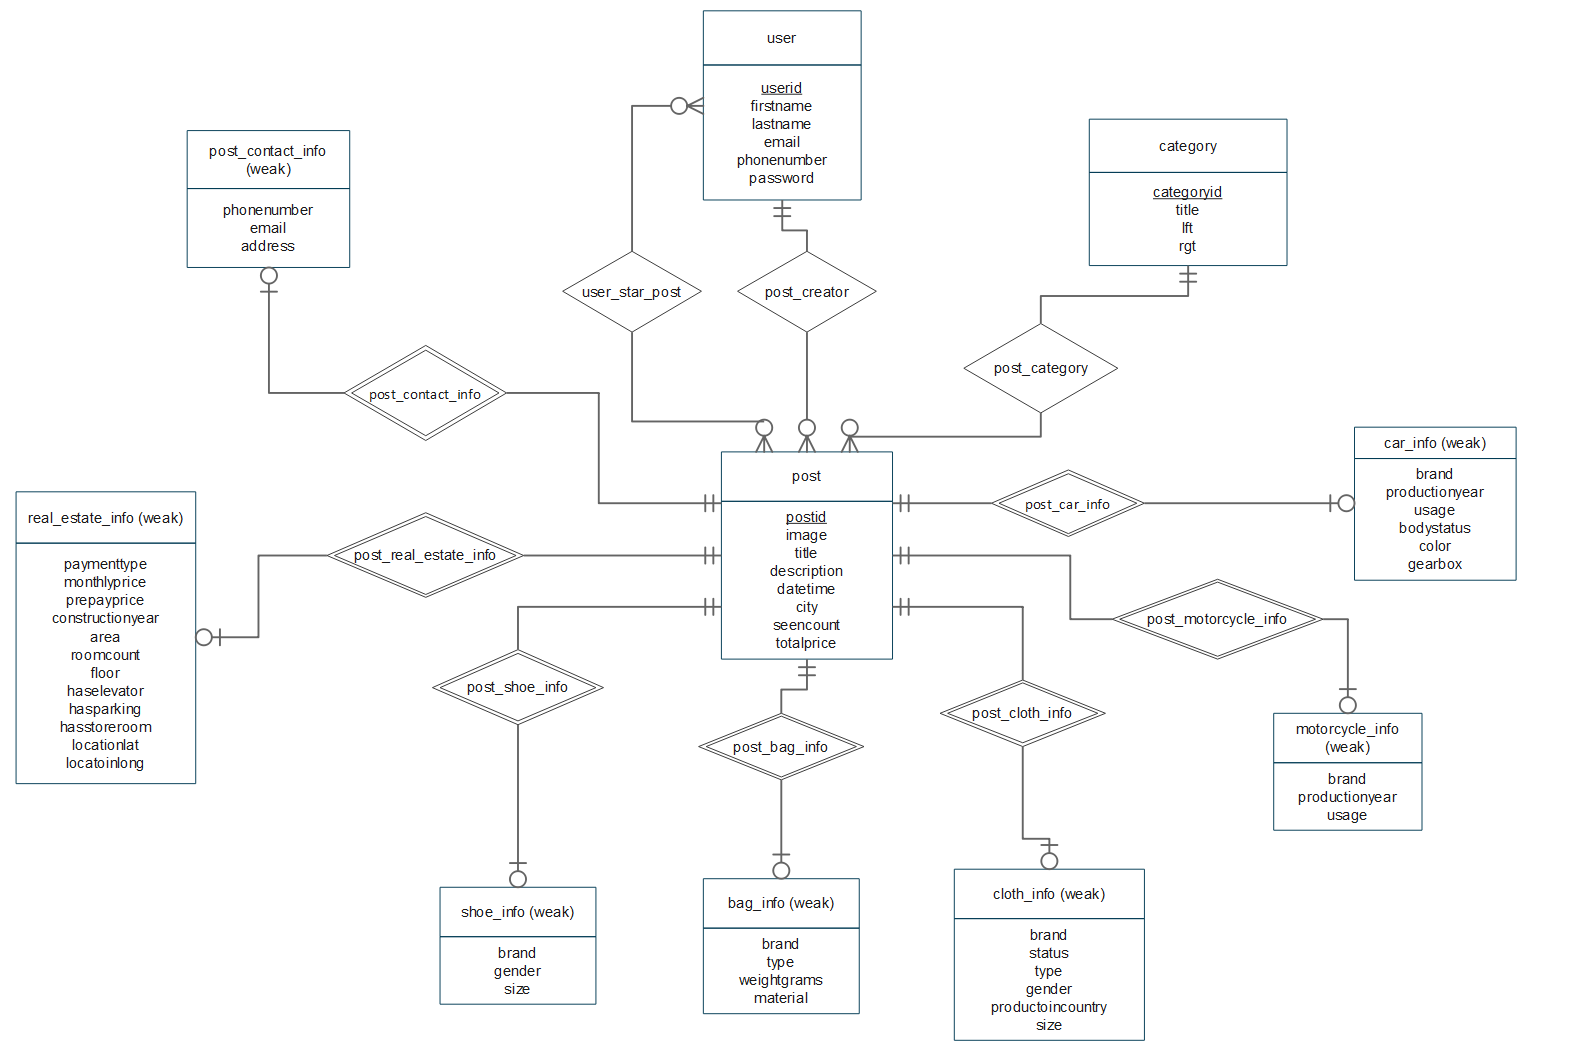 user
userid
firstname
lastname
email
phonenumber
password
post_contact_info
(weak)
phonenumber
email
address
category
categoryid
title
lft
rgt
user_star_post
post_creator
post_category
post_contact_info
post
postid
image
title
description
datetime
city
seencount
totalprice
post_car_info
car_info (weak)
brand
productionyear
usage
bodystatus
color
gearbox
real_estate_info (weak)
paymenttype
monthlyprice
prepayprice
constructionyear
area
roomcount
floor
haselevator
hasparking
hasstoreroom
locationlat
locatoinlong
post_real_estate_info
post_motorcycle_info
post_shoe_info
post_bag_info
post_cloth_info
motorcycle_info
(weak)
brand
productionyear
usage
shoe_info (weak)
brand
gender
size
bag_info (weak)
brand
type
weightgrams
material
cloth_info (weak)
brand
status
type
gender
productoincountry
size